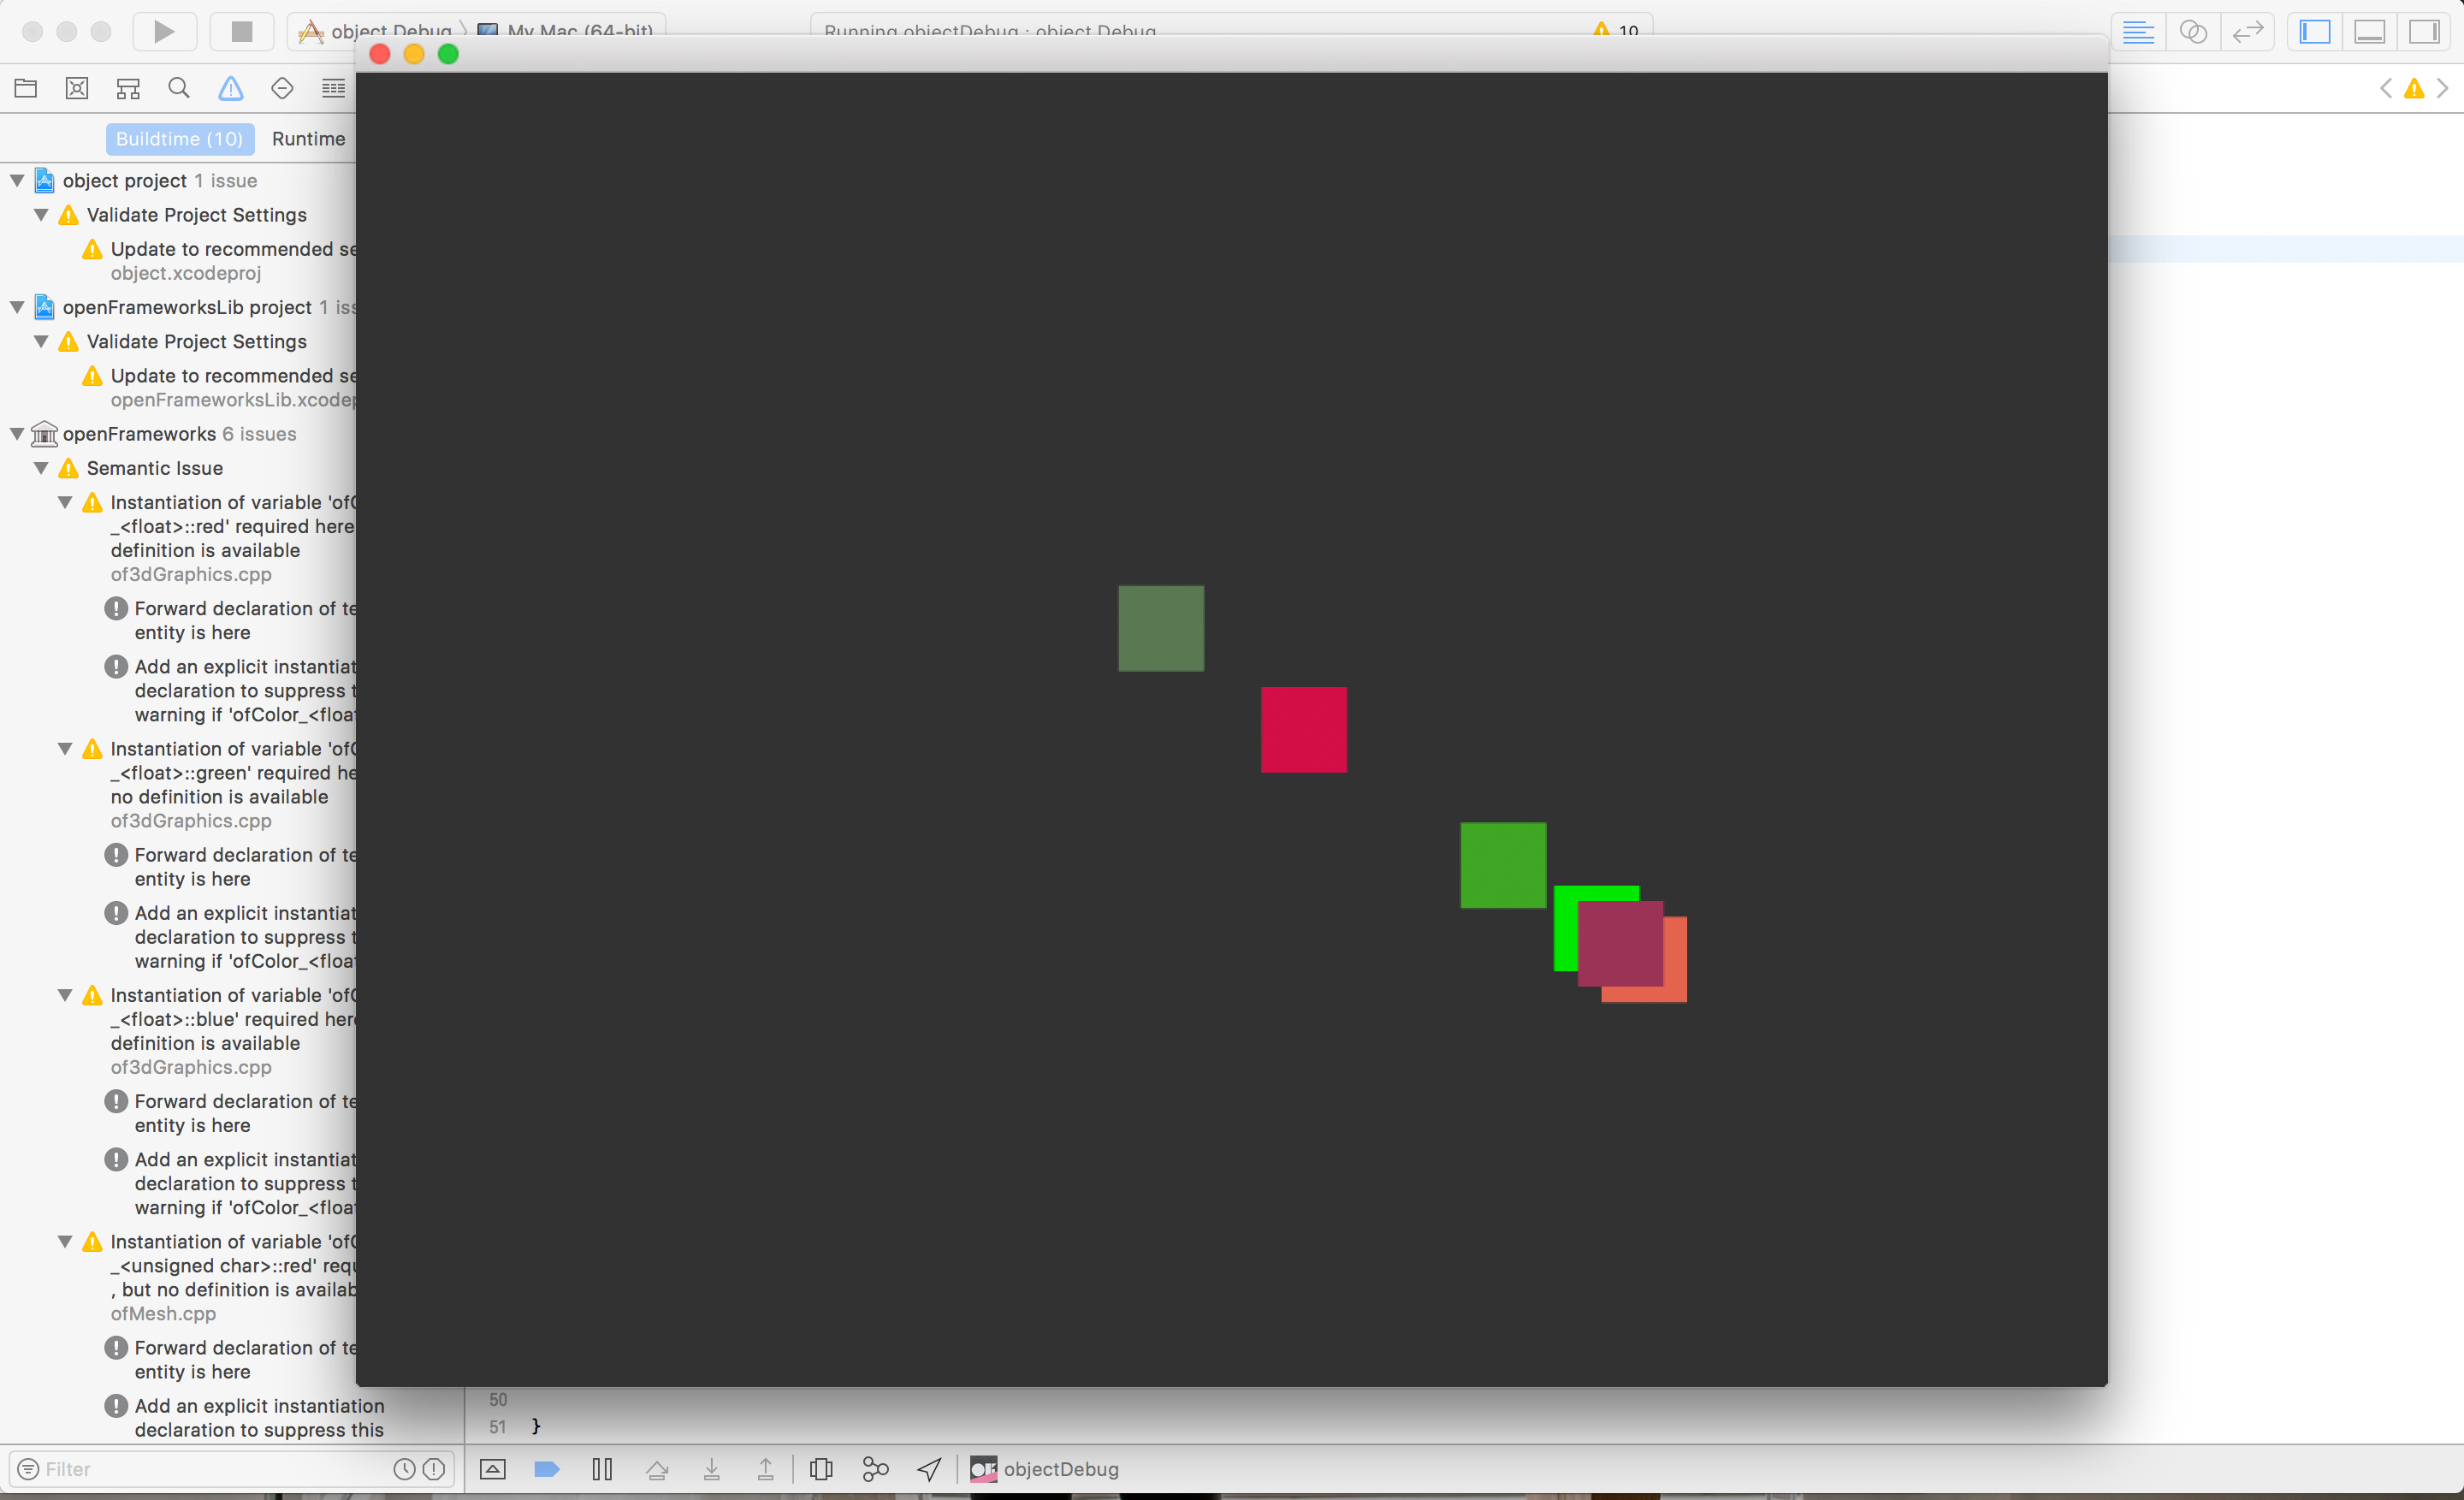 object Debug
My Mac (64-bit)
Running objectDebug : object Debug
10
Buildtime (10)
Runtime
object project 1 issue
Validate Project Settings
Update to recommended se
object.xcodeproj
openFrameworksLib project 1 iss
Validate Project Settings
Update to recommended se
openFrameworksLib.xcodep
openFrameworks 6 issues
Semantic Issue
Instantiation of variable 'ofC
_<float>::red' required here
definition is available
of3dGraphics.cpp
Forward declaration of te
entity is here
Add an explicit instantiat
declaration to suppress t
warning if 'ofColor_<float
Instantiation of variable 'ofC
_<float>::green' required he
no definition is available
of3dGraphics.cpp
Forward declaration of te
entity is here
Add an explicit instantiat
declaration to suppress t
warning if 'ofColor_<float
Instantiation of variable 'ofC
_<float>::blue' required here
definition is available
of3dGraphics.cpp
Forward declaration of te
entity is here
Add an explicit instantiat
declaration to suppress t
warning if 'ofColor_<float
Instantiation of variable 'ofC
_<unsigned char>::red' requ
, but no definition is availab
ofMesh.cpp
Forward declaration of te
entity is here
Add an explicit instantiation
declaration to suppress this
50
51 }
Filter
objectDebug